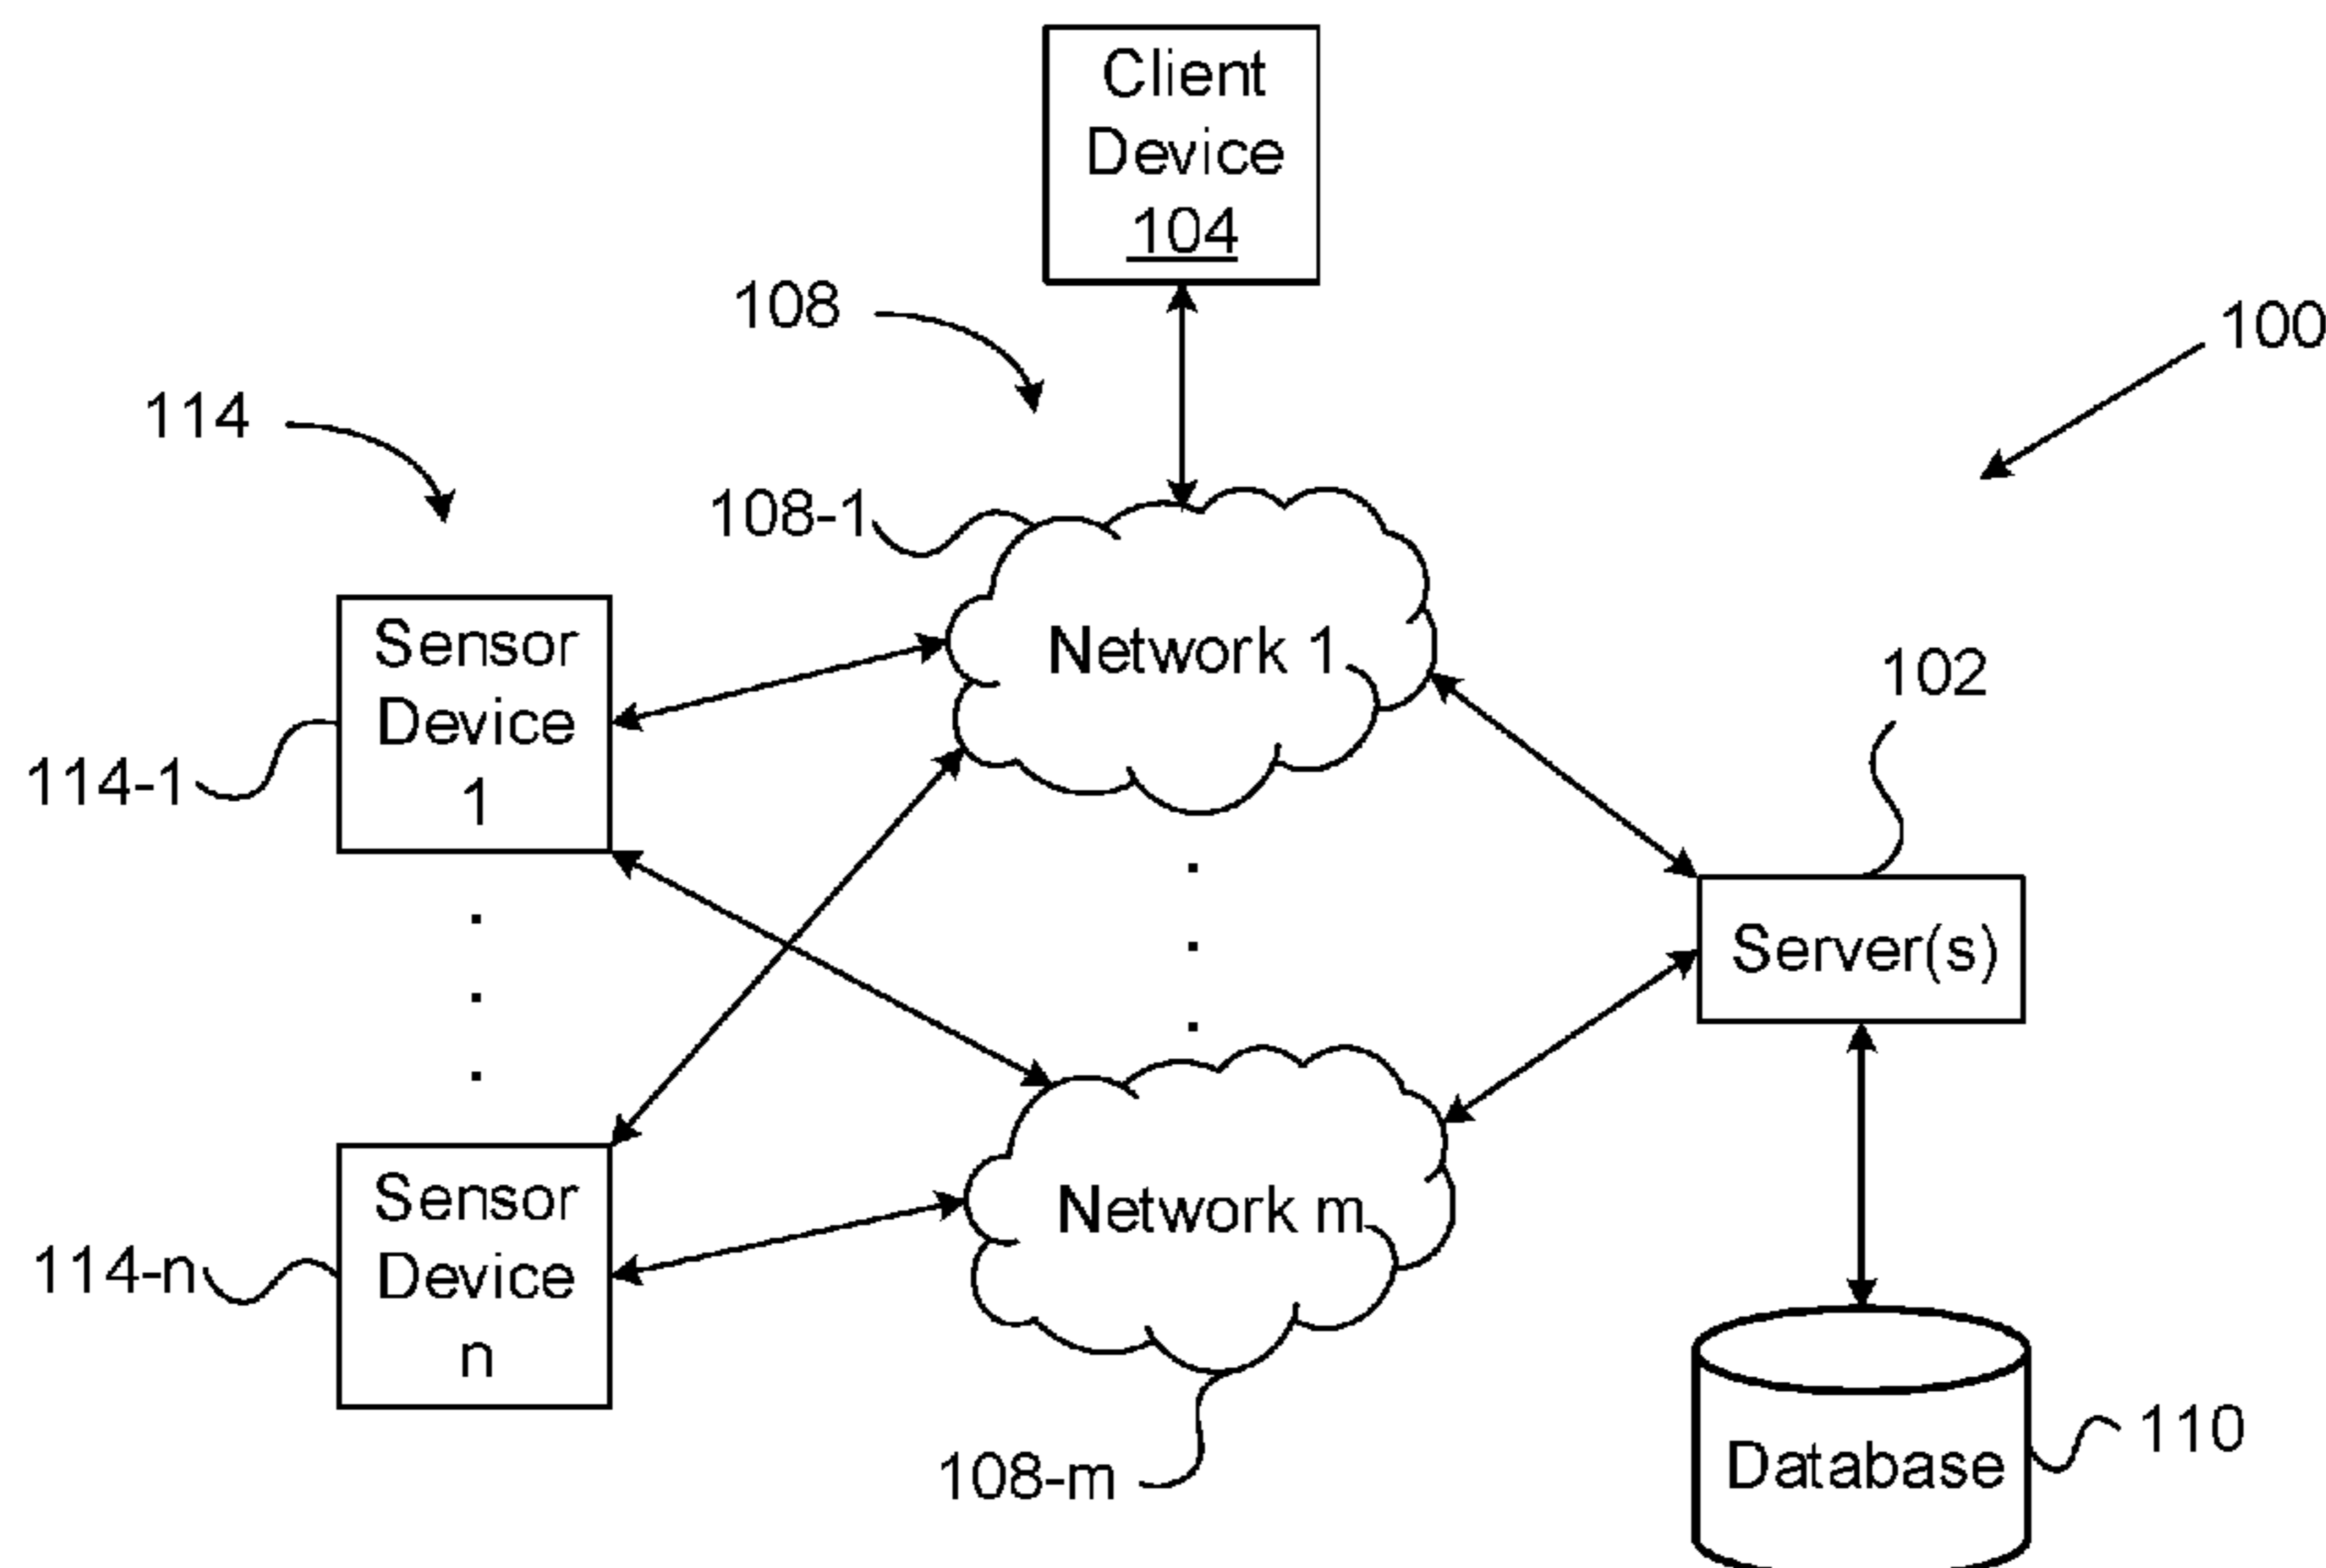 Client
Device
104
108
100
114
108-1
Sensor
Device
1
Network 1
102
114-1
Server(s)
Sensor
Device
n
Network m
114-n
110
Database
108-m